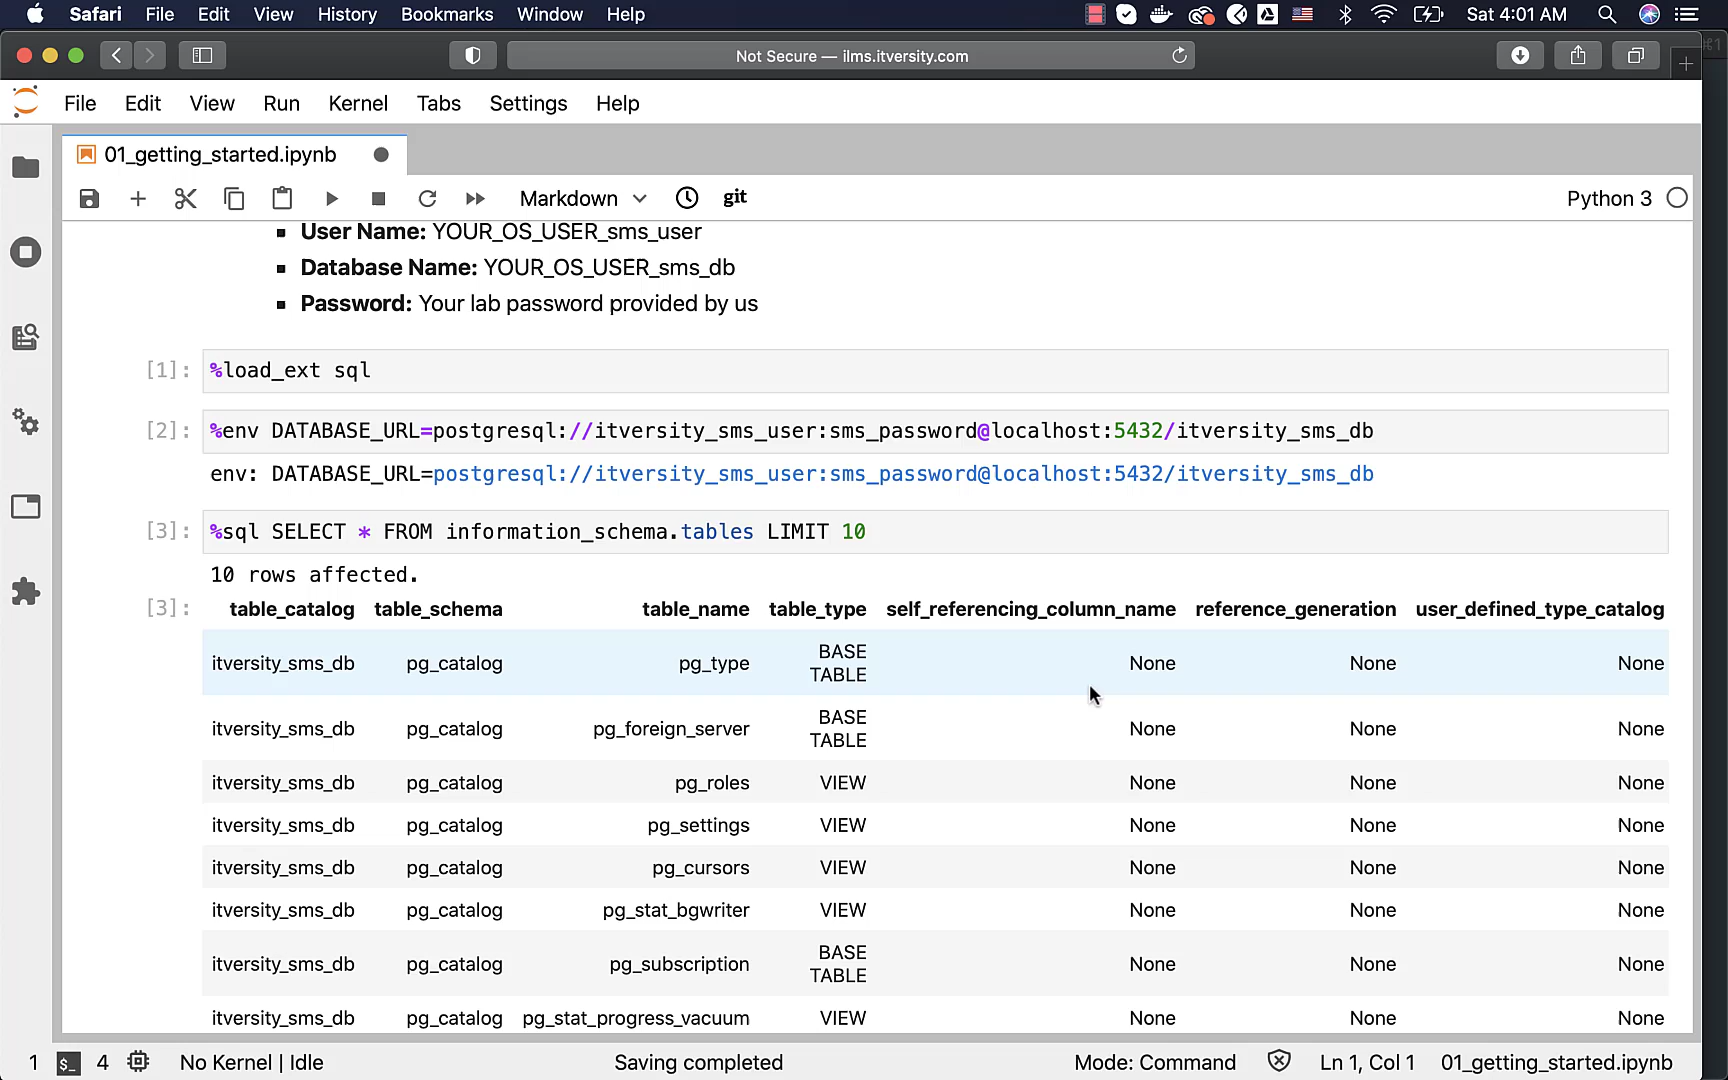 Safari File Edit View History Bookmarks Window Help Sat 4:01 AM
Not Secure — ilms.itversity.com
⌘1
File Edit View Run Kernel Tabs Settings Help
01_getting_started.ipynb
Markdown git Python 3
▪ User Name: YOUR_OS_USER_sms_user
▪ Database Name: YOUR_OS_USER_sms_db
▪ Password: Your lab password provided by us
[1]: %load_ext sql
[2]: %env DATABASE_URL=postgresql://itversity_sms_user:sms_password@localhost:5432/itversity_sms_db
env: DATABASE_URL=postgresql://itversity_sms_user:sms_password@localhost:5432/itversity_sms_db
[3]: %sql SELECT * FROM information_schema.tables LIMIT 10
10 rows affected.
[3]: table_catalog table_schema table_name table_type self_referencing_column_name reference_generation user_defined_type_catalog
itversity_sms_db pg_catalog pg_type BASE TABLE None None None
itversity_sms_db pg_catalog pg_foreign_server BASE TABLE None None None
itversity_sms_db pg_catalog pg_roles VIEW None None None
itversity_sms_db pg_catalog pg_settings VIEW None None None
itversity_sms_db pg_catalog pg_cursors VIEW None None None
itversity_sms_db pg_catalog pg_stat_bgwriter VIEW None None None
itversity_sms_db pg_catalog pg_subscription BASE TABLE None None None
itversity_sms_db pg_catalog pg_stat_progress_vacuum VIEW None None None
1 $_ 4 No Kernel | Idle Saving completed Mode: Command Ln 1, Col 1 01_getting_started.ipynb